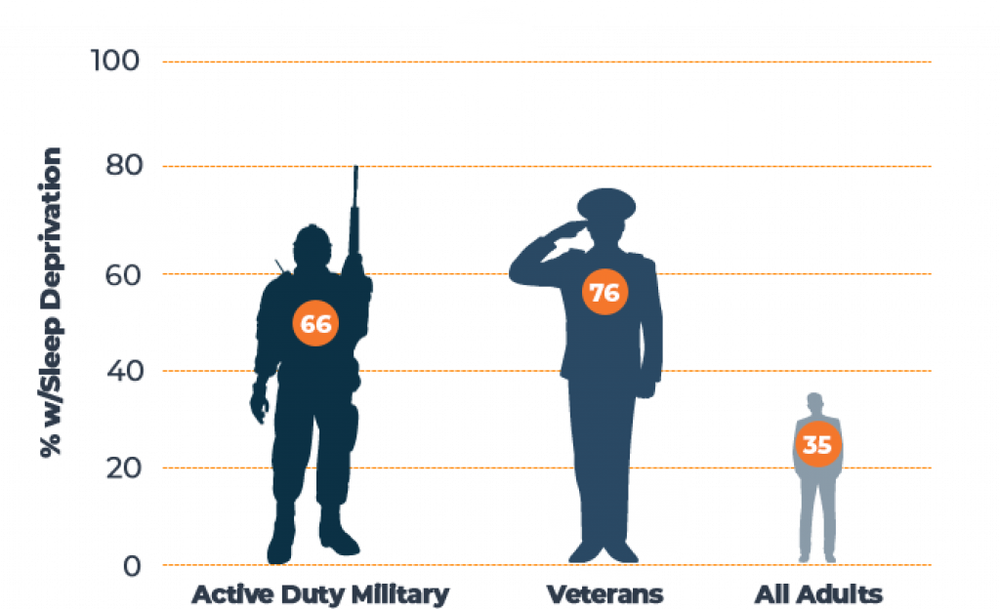 100
80
60
40
20
0
% w/Sleep Deprivation
66
76
35
Active Duty Military
Veterans
All Adults